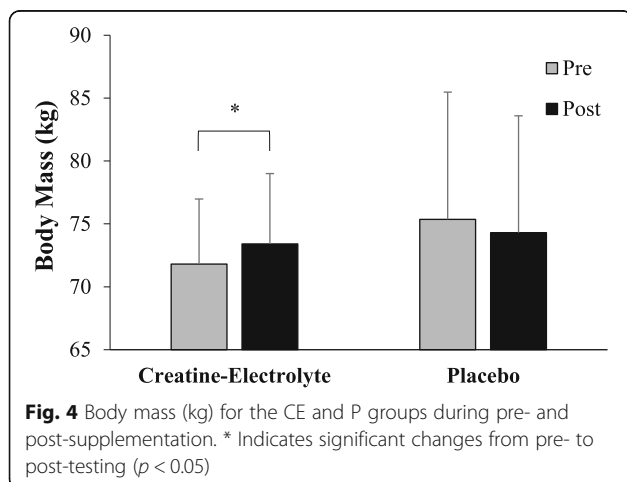 90
85
80
75
70
65
Body Mass (kg)
Pre
Post
*
Creatine-Electrolyte
Placebo
Fig. 4 Body mass (kg) for the CE and P groups during pre- and
post-supplementation. * Indicates significant changes from pre- to
post-testing (p < 0.05)